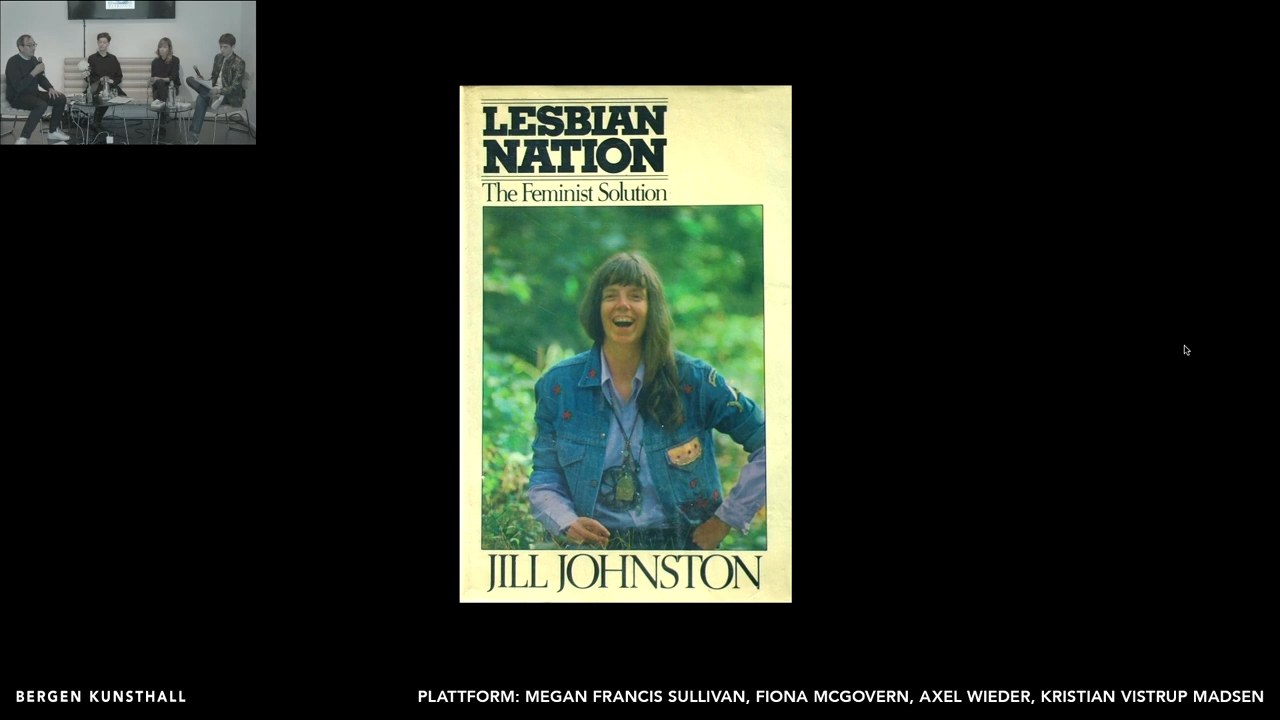 LESBIAN
NATION
The Feminist Solution
JILL JOHNSTON
BERGEN KUNSTHALL
PLATTFORM: MEGAN FRANCIS SULLIVAN, FIONA MCGOVERN, AXEL WIEDER, KRISTIAN VISTRUP MADSEN